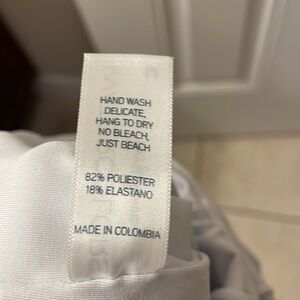 HAND WASH
DELICATE,
HANG TO DRY
NO BLEACH,
JUST BEACH
82% POLIESTER
18% ELASTANO
MADE IN COLOMBIA